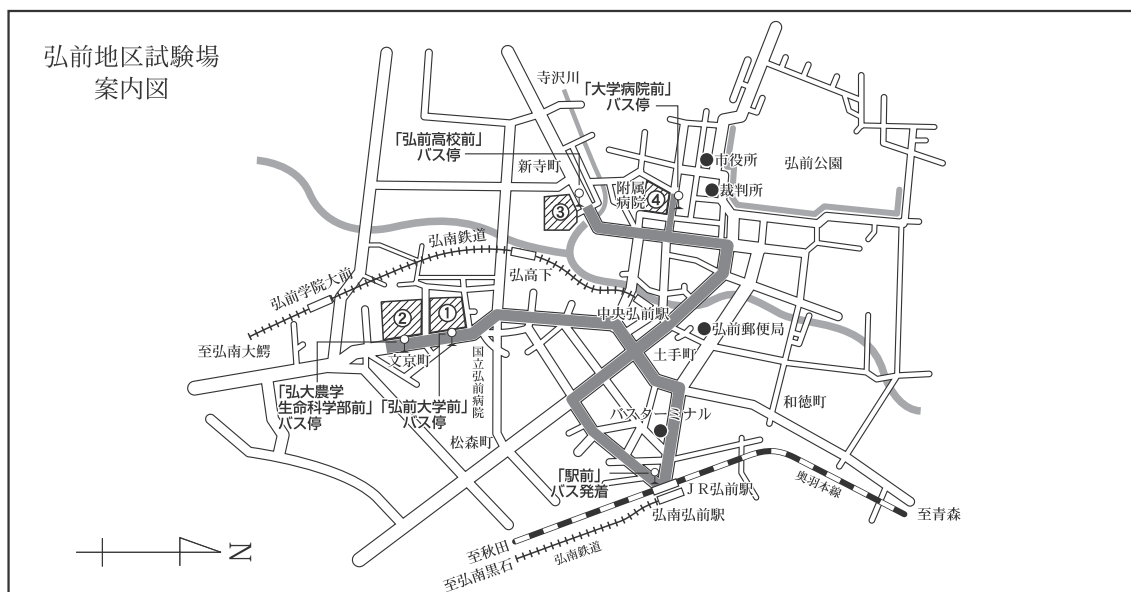 弘前地区試験場
案内図
寺沢川
「大学病院前」
バス停
「弘前高校前」
バス停
新寺町
附属
病院
④
③
市役所
裁判所
弘前公園
弘南鉄道
弘高下
弘前学院大前
至弘南大鰐
②
①
中央弘前駅
弘前郵便局
土手町
文京町
国立弘前病院
「弘大農学
生命科学部前」
バス停
「弘前大学前」
バス停
松森町
バスターミナル
和徳町
「駅前」
バス発着
JR弘前駅
弘南弘前駅
奥羽本線
至青森
至秋田
至弘南黒石
弘南鉄道
N